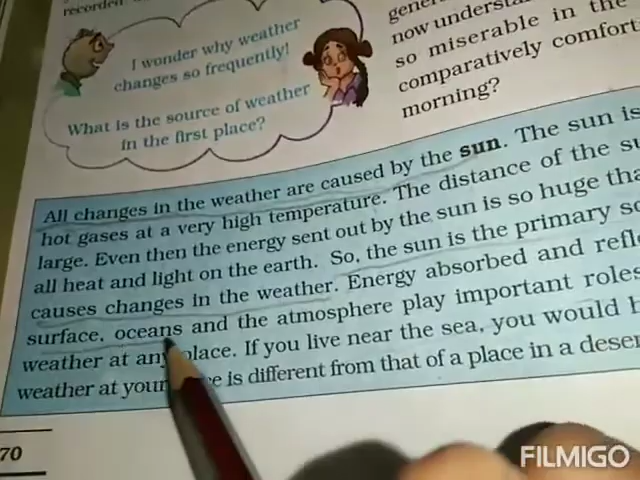 recorded
I wonder why weather
changes so frequently!
What is the source of weather
in the first place?
now understa
so miserable in the
comparatively comfort
morning?
All changes in the weather are caused by the sun. The sun is
hot gases at a very high temperature. The distance of the su
large. Even then the energy sent out by the sun is so huge tha
all heat and light on the earth. So, the sun is the primary so
causes changes in the weather. Energy absorbed and refl
surface, oceans and the atmosphere play important roles
weather at any place. If you live near the sea, you would h
weather at your is different from that of a place in a deser
70
FILMIGO